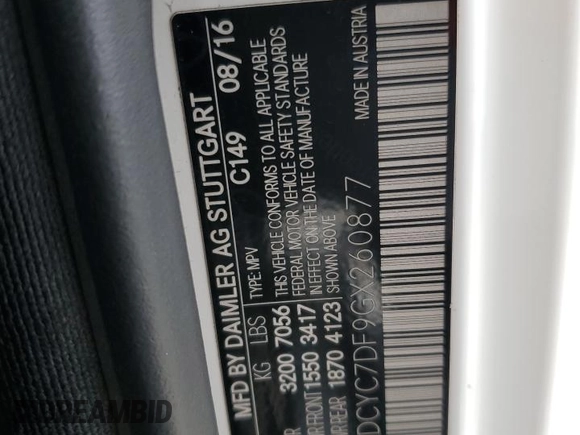 MFD BY DAIMLER AG STUTTGART
C149 08/16
KG LBS TYPE: MPV
3200 7056
FRONT 1550 3417
REAR 1870 4123
THIS VEHICLE CONFORMS TO ALL APPLICABLE
FEDERAL MOTOR VEHICLE SAFETY STANDARDS
IN EFFECT ON THE DATE OF MANUFACTURE
SHOWN ABOVE
MADE IN AUSTRIA
DCYC7DF9GX260877
DREAMBID